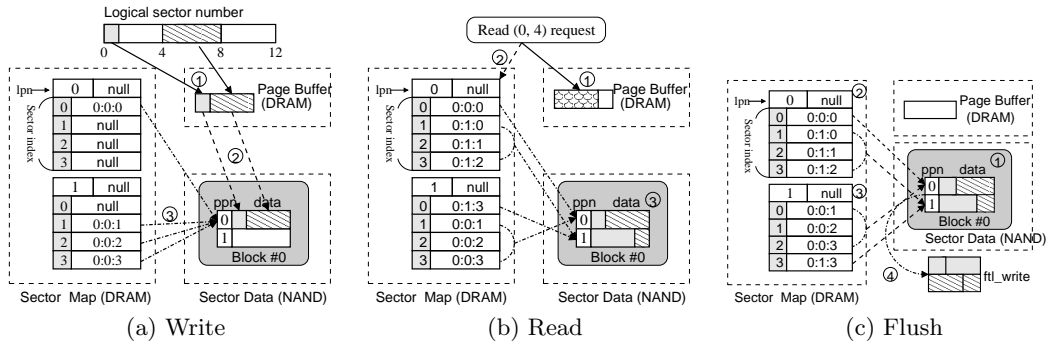 Logical sector number
0 4 8 12
①
Page Buffer
(DRAM)
lpn
0 null
Sector index
0 0:0:0
1 null
2 null
3 null
②
1 null
0 null
1 0:0:1
2 0:0:2
3 0:0:3
③
ppn data
0
1
Block #0
Sector Map (DRAM)
Sector Data (NAND)
(a) Write
Read (0, 4) request
②
①
Page Buffer
(DRAM)
lpn
0 null
Sector index
0 0:0:0
1 0:1:0
2 0:1:1
3 0:1:2
1 null
0 0:1:3
1 0:0:1
2 0:0:2
3 0:0:3
③
ppn data
0
1
Block #0
Sector Map (DRAM)
Sector Data (NAND)
(b) Read
lpn
0 null
②
Sector index
0 0:0:0
1 0:1:0
2 0:1:1
3 0:1:2
Page Buffer
(DRAM)
①
ppn data
0
1
Block #0
Sector Data (NAND)
1 null
③
0 0:0:1
1 0:0:2
2 0:0:3
3 0:1:3
④
ftl_write
Sector Map (DRAM)
(c) Flush